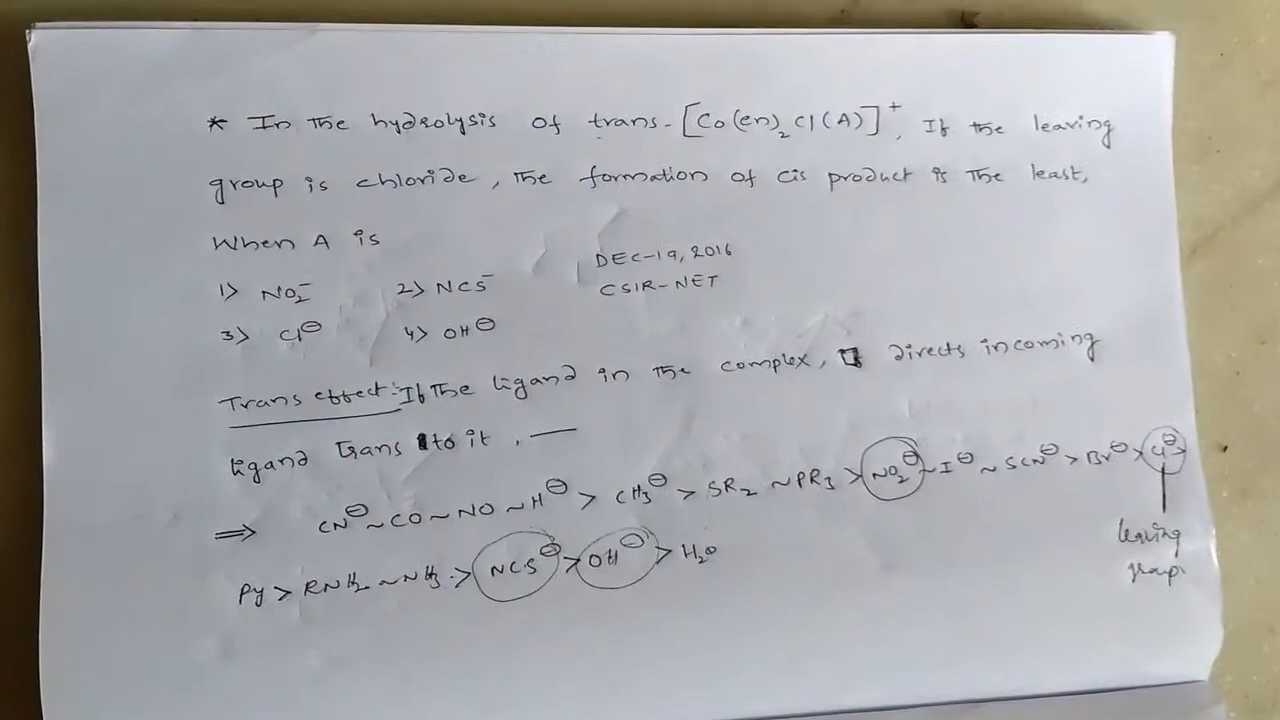 * In The hydrolysis of trans-[Co(en)₂Cl(A)]⁺, If the leaving
group is chloride, The formation of cis product is The least,
When A is
1) NO₂⁻ 2) NCS⁻
3) Cl⊖ 4) OH⊖
DEC-19, 2016
CSIR-NET
Trans effect:- If The ligand in The complex, directs incoming
ligand trans to it, —
⇒ CN⊖ ~ CO ~ NO ~ H⊖ > CH₃⊖ > SR₂ ~ PR₃ > NO₂⊖ ~ I⊖ ~ SCN⊖ > Br⊖ > Cl⊖ >
Py > RNH₂ ~ NH₃ > NCS⊖ > OH⊖ > H₂O
leaving
group.